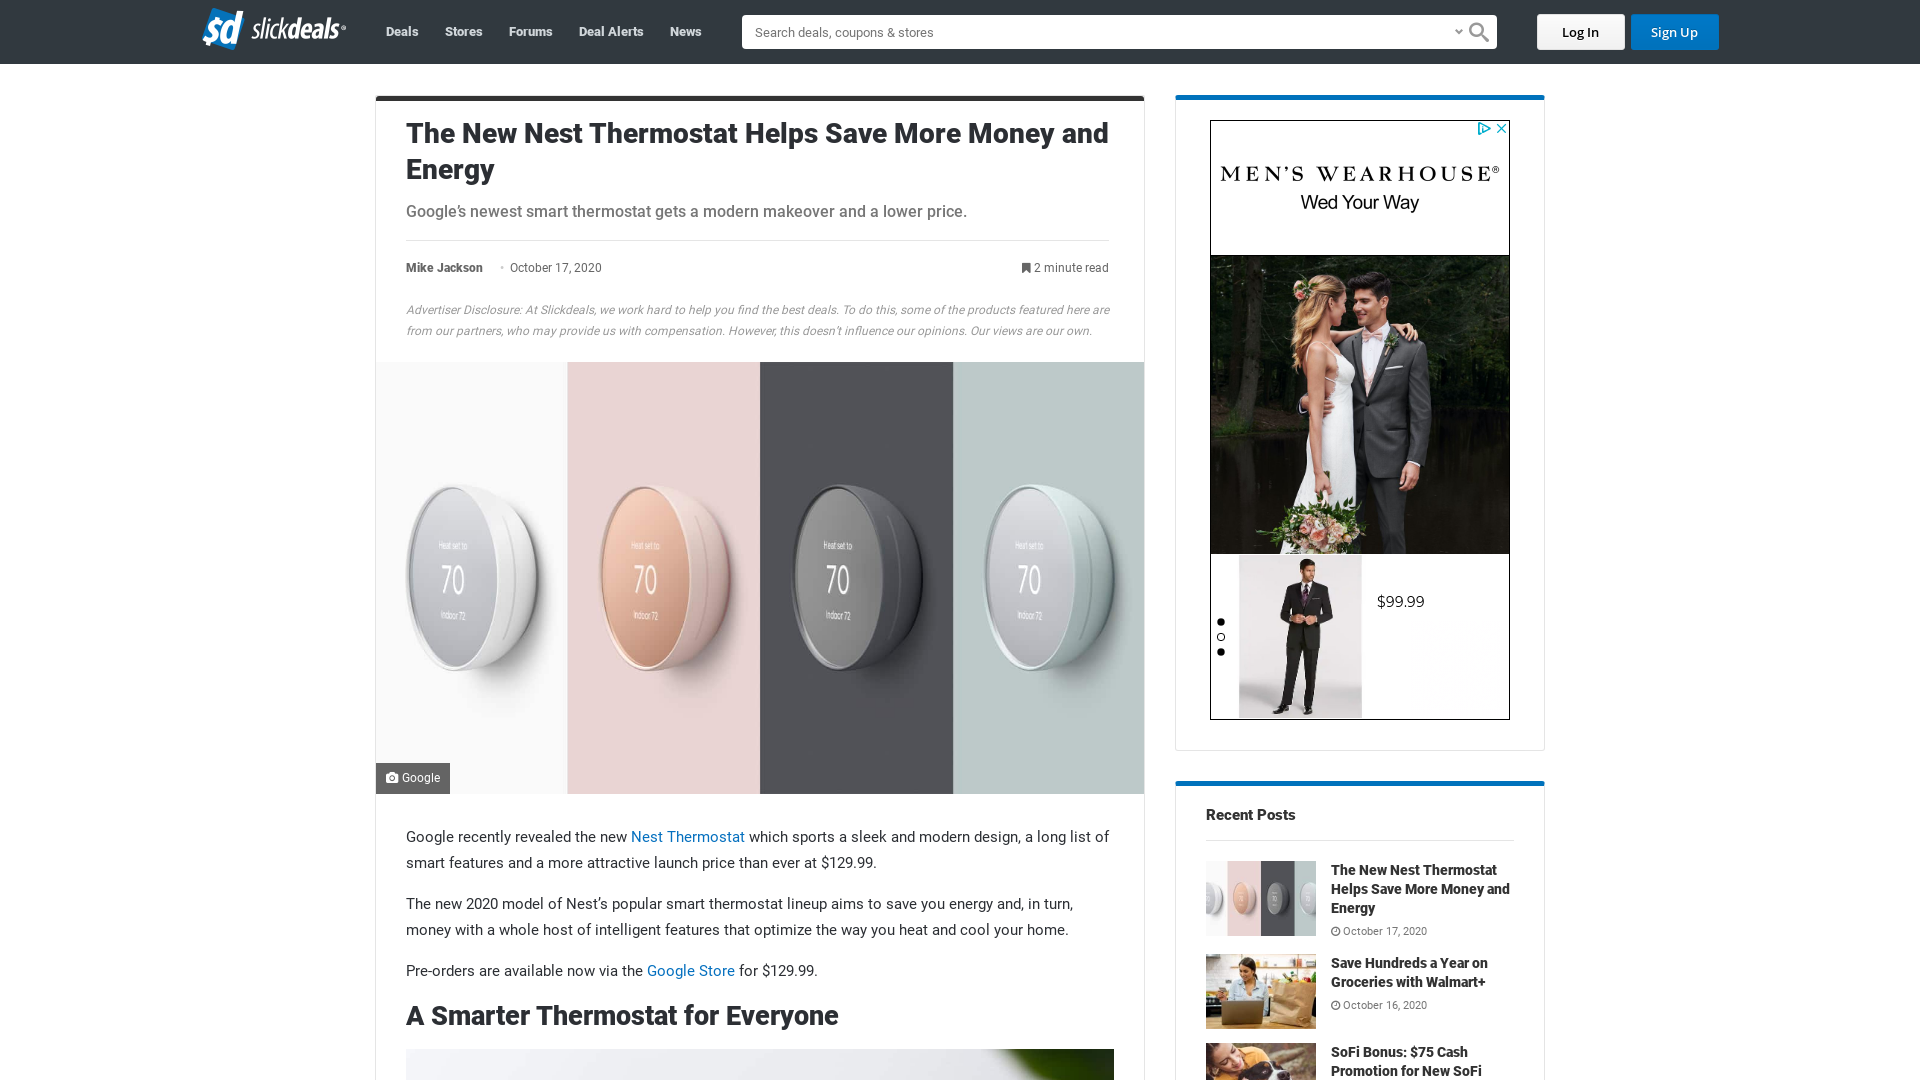 slickdeals
Deals
Stores
Forums
Deal Alerts
News
Search deals, coupons & stores
Log In
Sign Up
The New Nest Thermostat Helps Save More Money and
Energy
Google’s newest smart thermostat gets a modern makeover and a lower price.
Mike Jackson • October 17, 2020
2 minute read
Advertiser Disclosure: At Slickdeals, we work hard to help you find the best deals. To do this, some of the products featured here are
from our partners, who may provide us with compensation. However, this doesn’t influence our opinions. Our views are our own.
Heat set to
70
Indoor 72
Heat set to
70
Indoor 72
Heat set to
70
Indoor 72
Heat set to
70
Indoor 72
Google
Google recently revealed the new Nest Thermostat which sports a sleek and modern design, a long list of
smart features and a more attractive launch price than ever at $129.99.
The new 2020 model of Nest’s popular smart thermostat lineup aims to save you energy and, in turn,
money with a whole host of intelligent features that optimize the way you heat and cool your home.
Pre-orders are available now via the Google Store for $129.99.
A Smarter Thermostat for Everyone
MEN’S WEARHOUSE®
Wed Your Way
$99.99
Recent Posts
The New Nest Thermostat
Helps Save More Money and
Energy
October 17, 2020
Save Hundreds a Year on
Groceries with Walmart+
October 16, 2020
SoFi Bonus: $75 Cash
Promotion for New SoFi